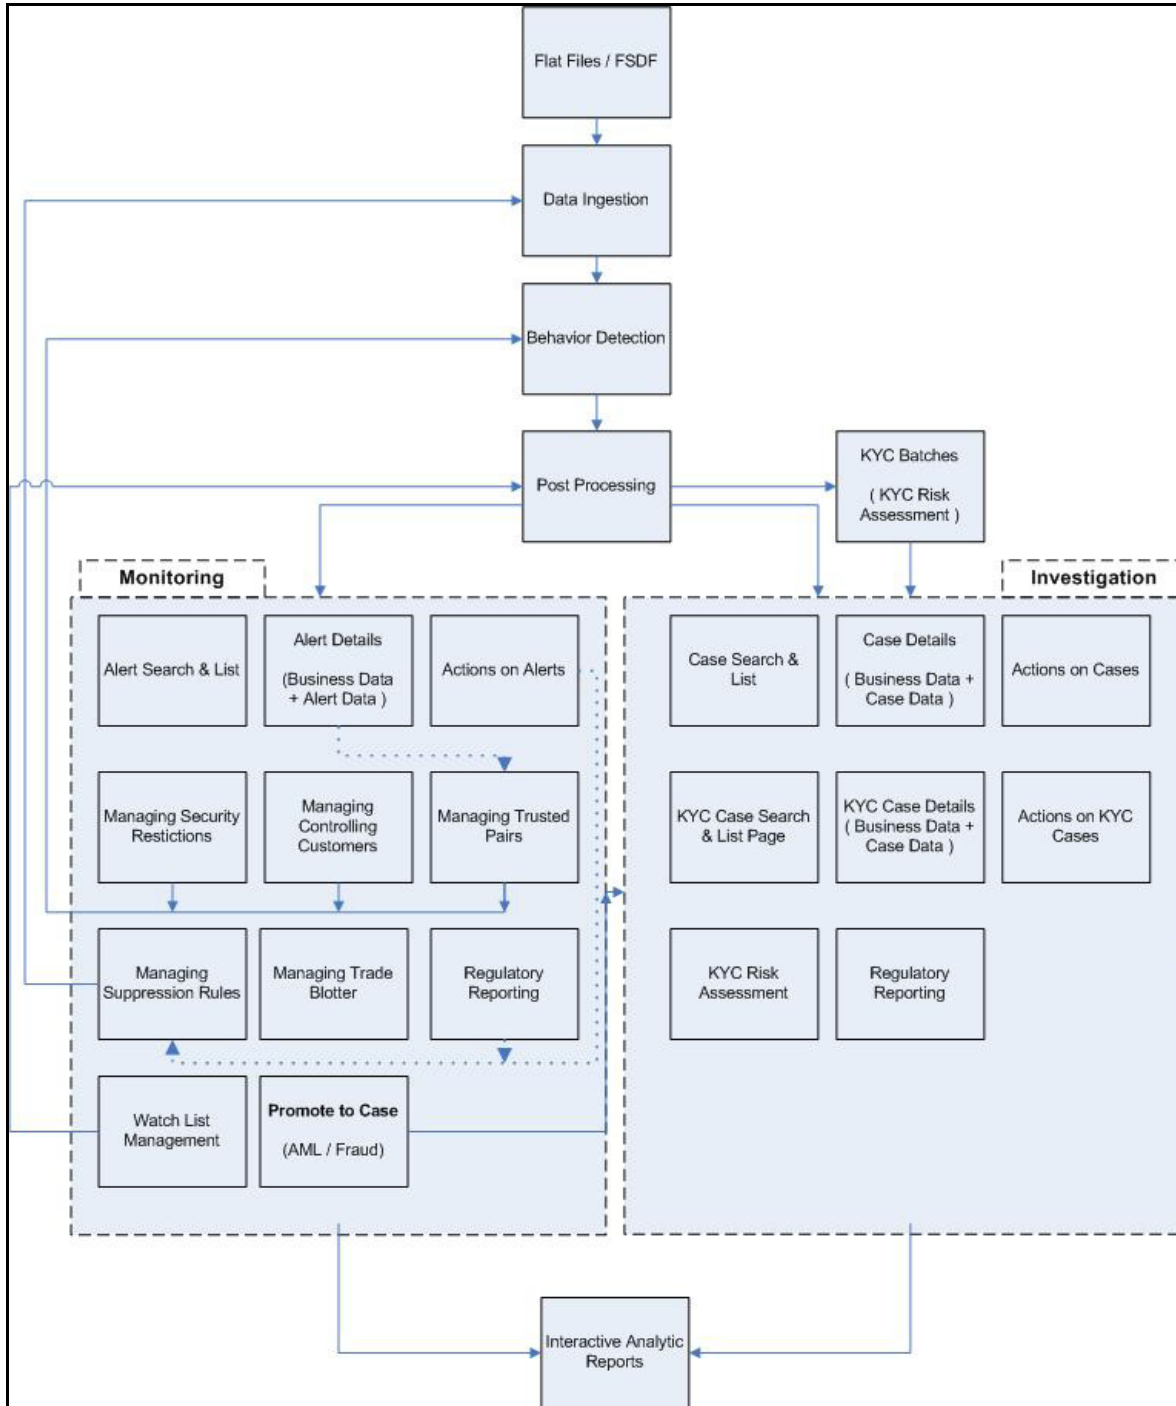 Flat Files / FSDF
Data Ingestion
Behavior Detection
Post Processing
KYC Batches
( KYC Risk
Assessment )
Monitoring
Investigation
Alert Search & List
Alert Details
(Business Data
+ Alert Data )
Actions on Alerts
Case Search &
List
Case Details
( Business Data +
Case Data )
Actions on Cases
Managing Security
Restictions
Managing
Controlling
Customers
Managing Trusted
Pairs
KYC Case Search
& List Page
KYC Case Details
( Business Data +
Case Data )
Actions on KYC
Cases
Managing
Suppression Rules
Managing Trade
Blotter
Regulatory
Reporting
KYC Risk
Assessment
Regulatory
Reporting
Watch List
Management
Promote to Case
(AML / Fraud)
Interactive Analytic
Reports